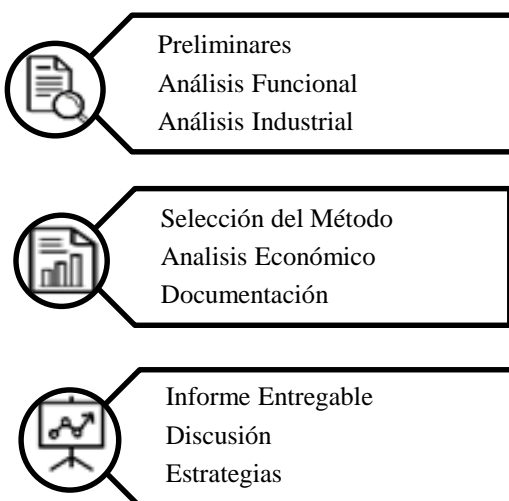 Preliminares
Análisis Funcional
Análisis Industrial
Selección del Método
Analisis Económico
Documentación
Informe Entregable
Discusión
Estrategias